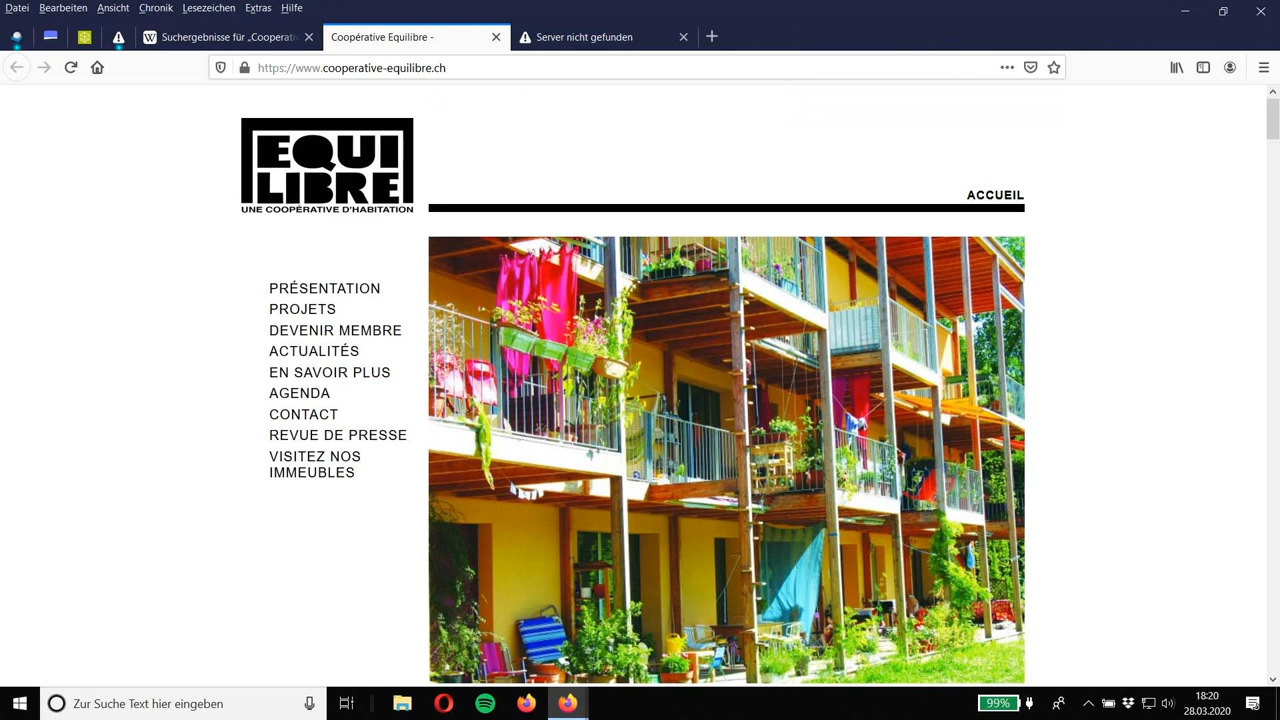 Datei Bearbeiten Ansicht Chronik Lesezeichen Extras Hilfe
Suchergebnisse für „Cooperativ
Coopérative Equilibre -
Server nicht gefunden
https://www.cooperative-equilibre.ch
EQUI
LIBRE
UNE COOPÉRATIVE D'HABITATION
ACCUEIL
PRÉSENTATION
PROJETS
DEVENIR MEMBRE
ACTUALITÉS
EN SAVOIR PLUS
AGENDA
CONTACT
REVUE DE PRESSE
VISITEZ NOS
IMMEUBLES
Zur Suche Text hier eingeben
99%
18:20
28.03.2020